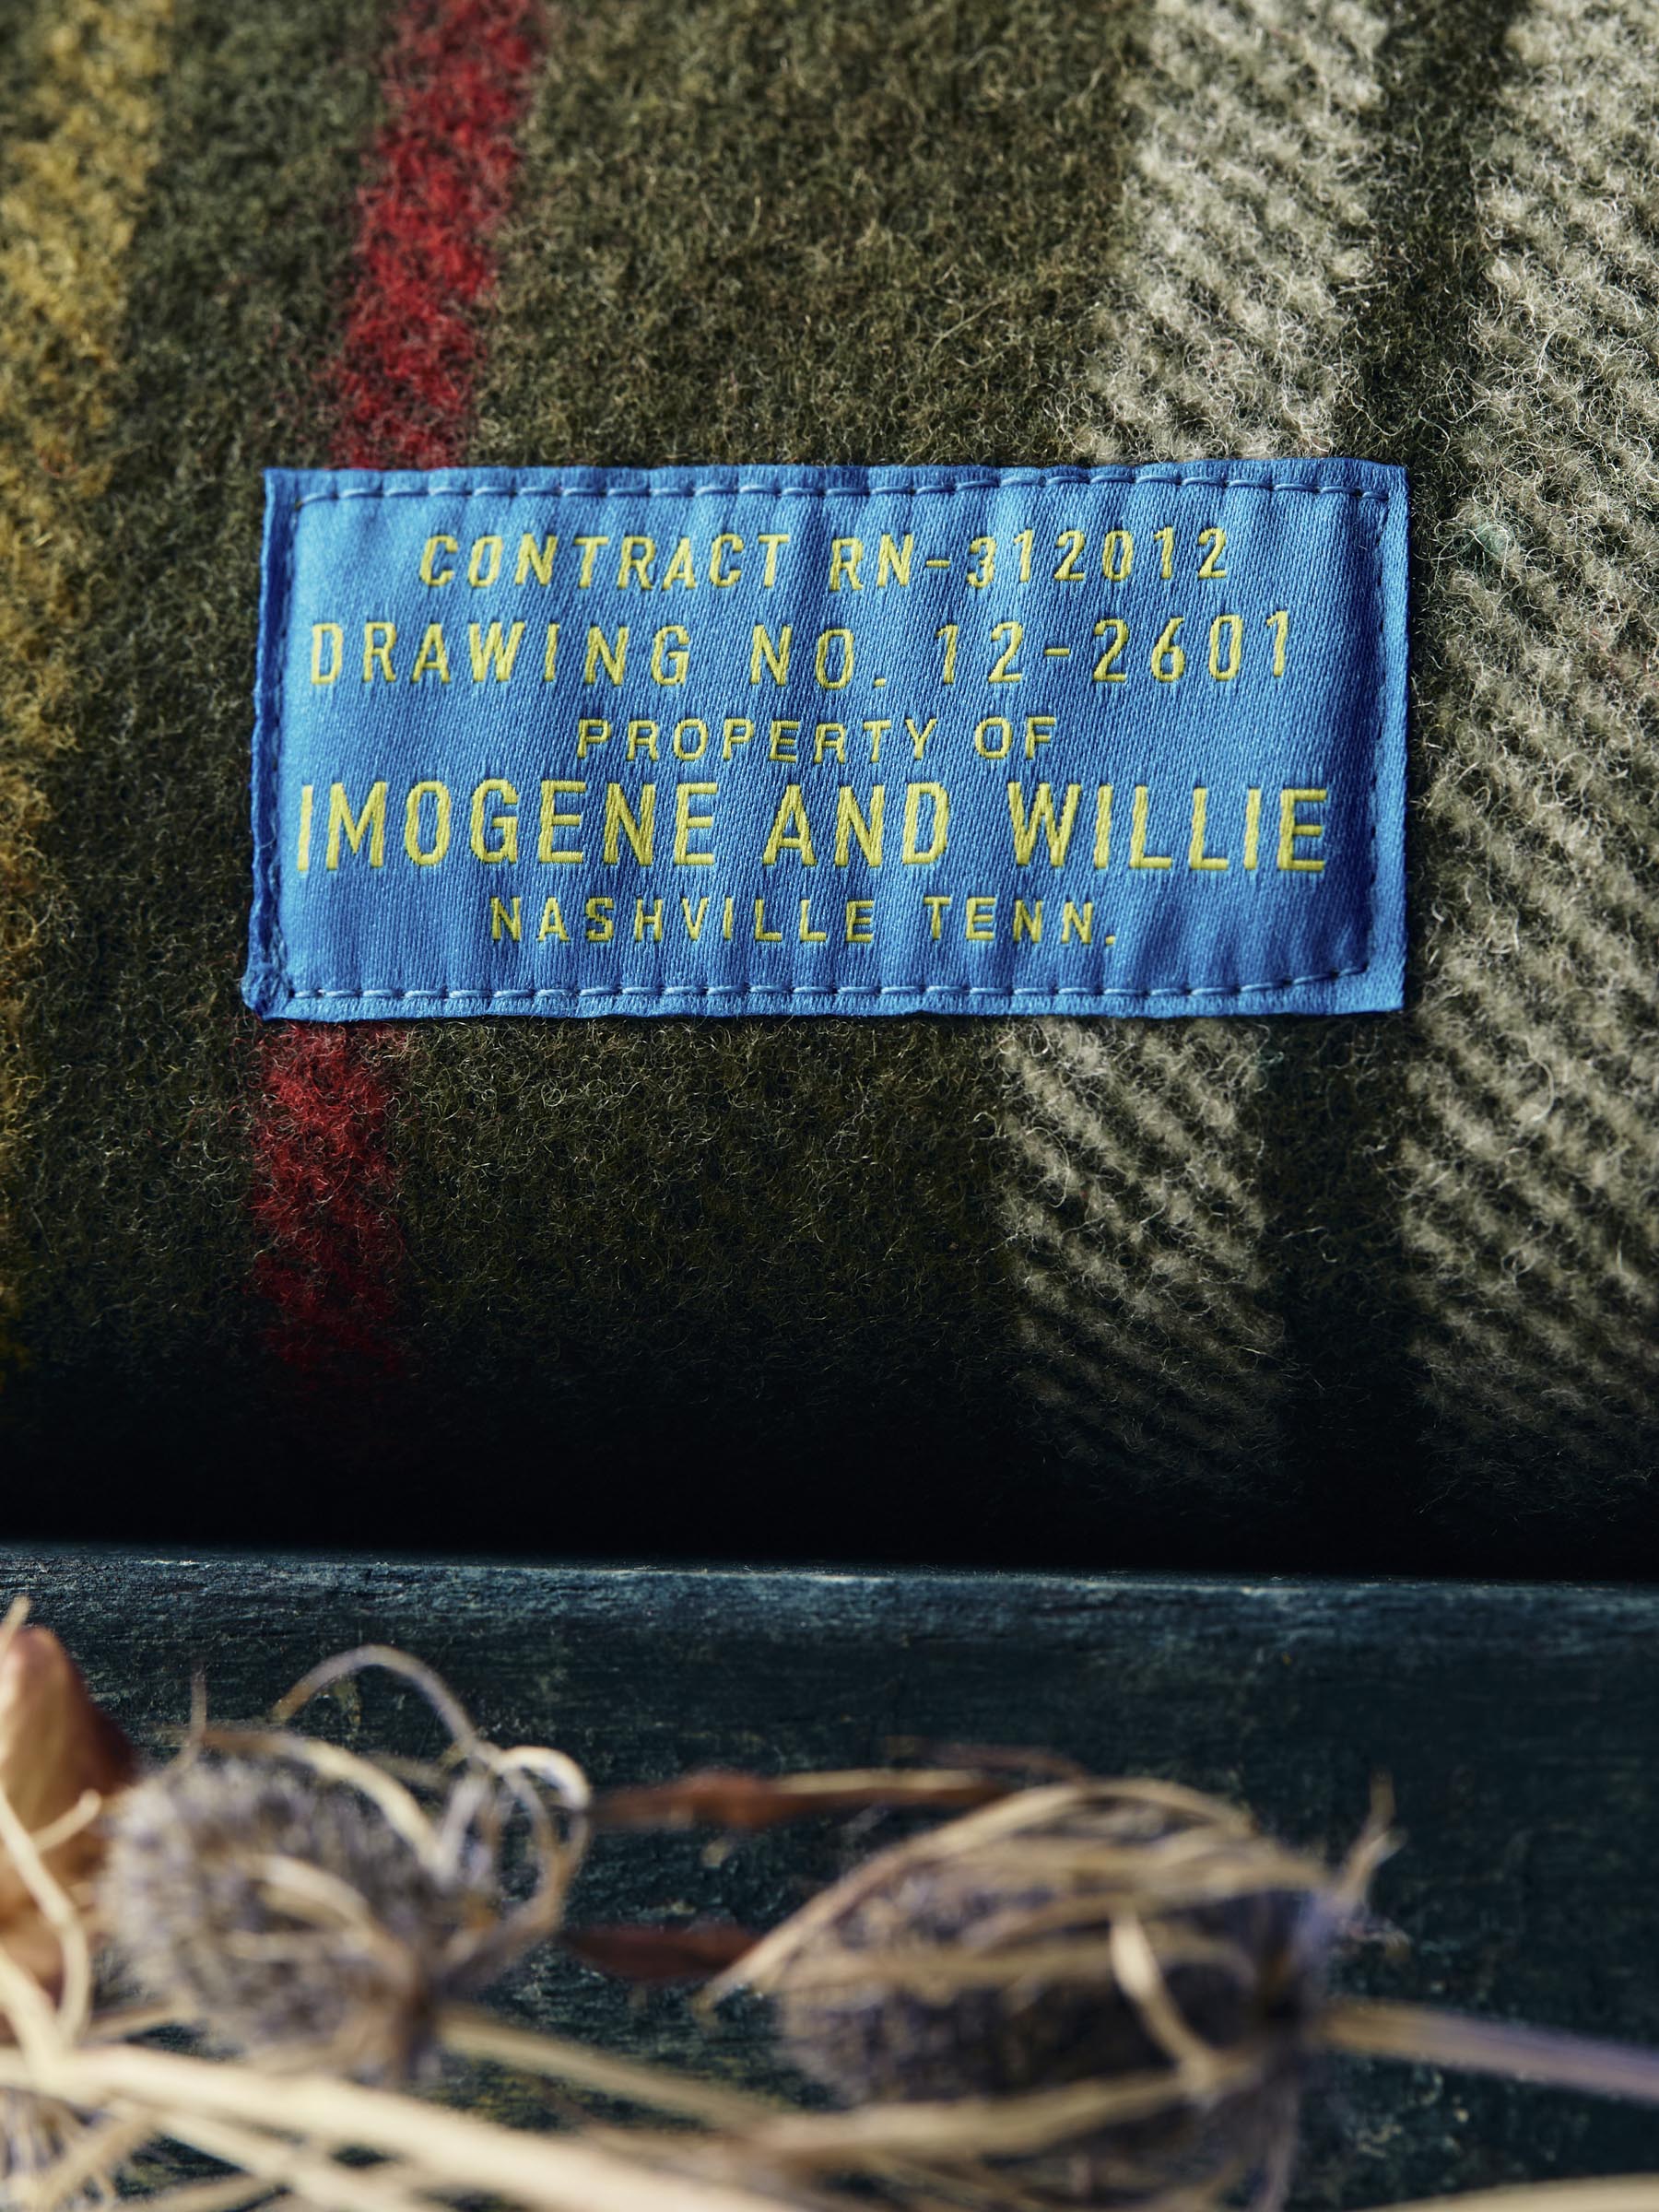 CONTRACT RN-312012
DRAWING NO. 12-2601
PROPERTY OF
IMOGENE AND WILLIE
NASHVILLE TENN.